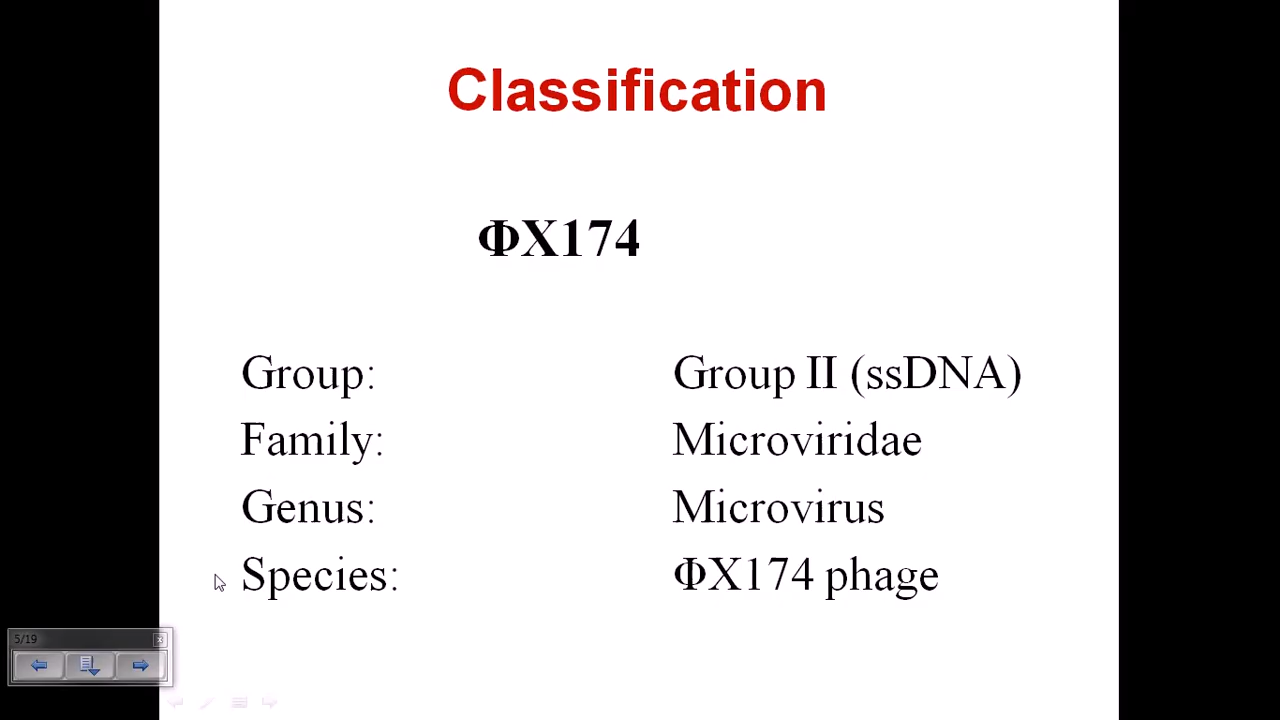 Classification
ΦX174
Group: Group II (ssDNA)
Family: Microviridae
Genus: Microvirus
Species: ΦX174 phage
5/19